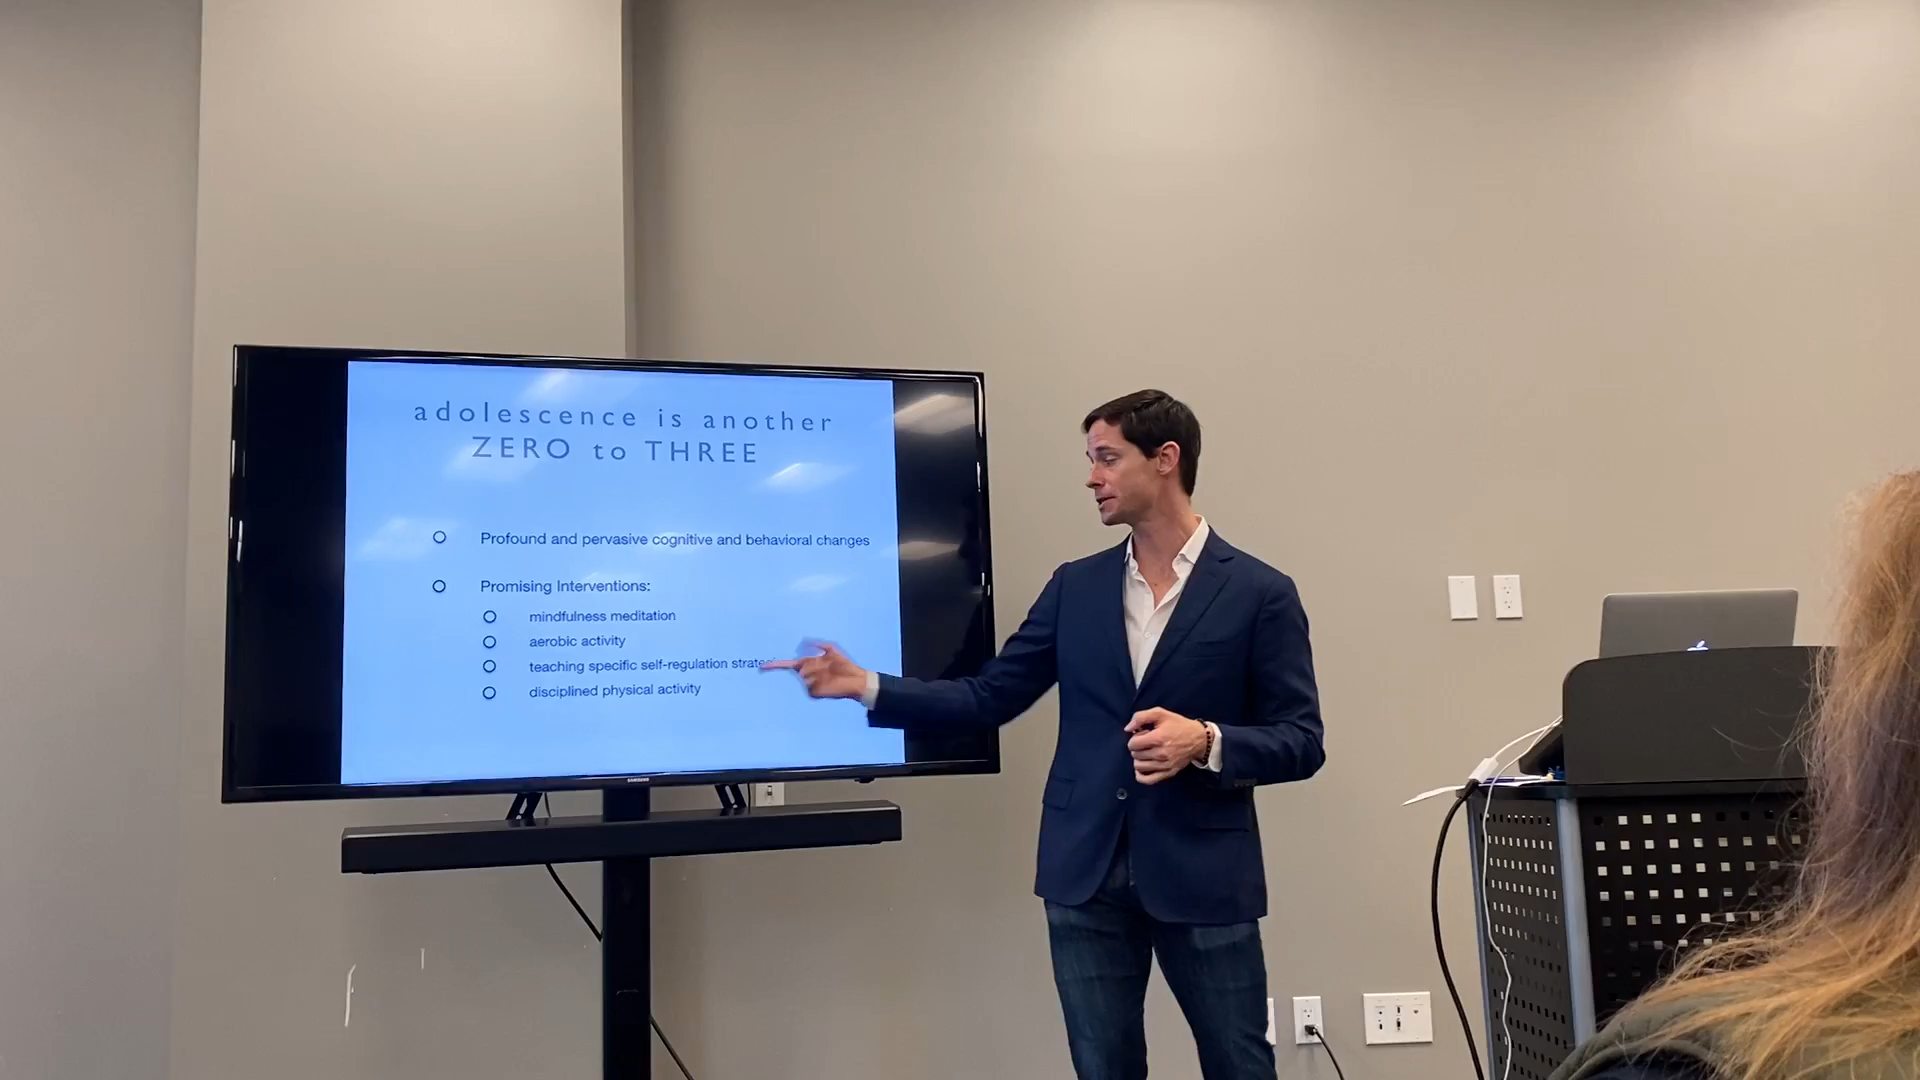 adolescence is another
ZERO to THREE
Profound and pervasive cognitive and behavioral changes
Promising Interventions:
mindfulness meditation
aerobic activity
teaching specific self-regulation
disciplined physical activity
SAMSUNG